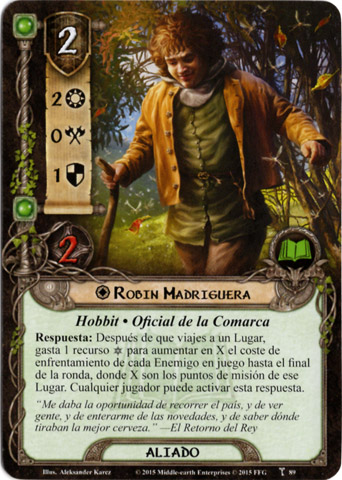 2
2
0
1
2
Robin Madriguera
Hobbit • Oficial de la Comarca
Respuesta: Después de que viajes a un Lugar,
gasta 1 recurso para aumentar en X el coste de
enfrentamiento de cada Enemigo en juego hasta el final
de la ronda, donde X son los puntos de misión de ese
Lugar. Cualquier jugador puede activar esta respuesta.
“Me daba la oportunidad de recorrer el país, y de ver
gente, y de enterarme de las novedades, y de saber dónde
tiraban la mejor cerveza.” —El Retorno del Rey
ALIADO
Illus. Aleksander Karcz
© 2015 Middle-earth Enterprises © 2015 FFG
89